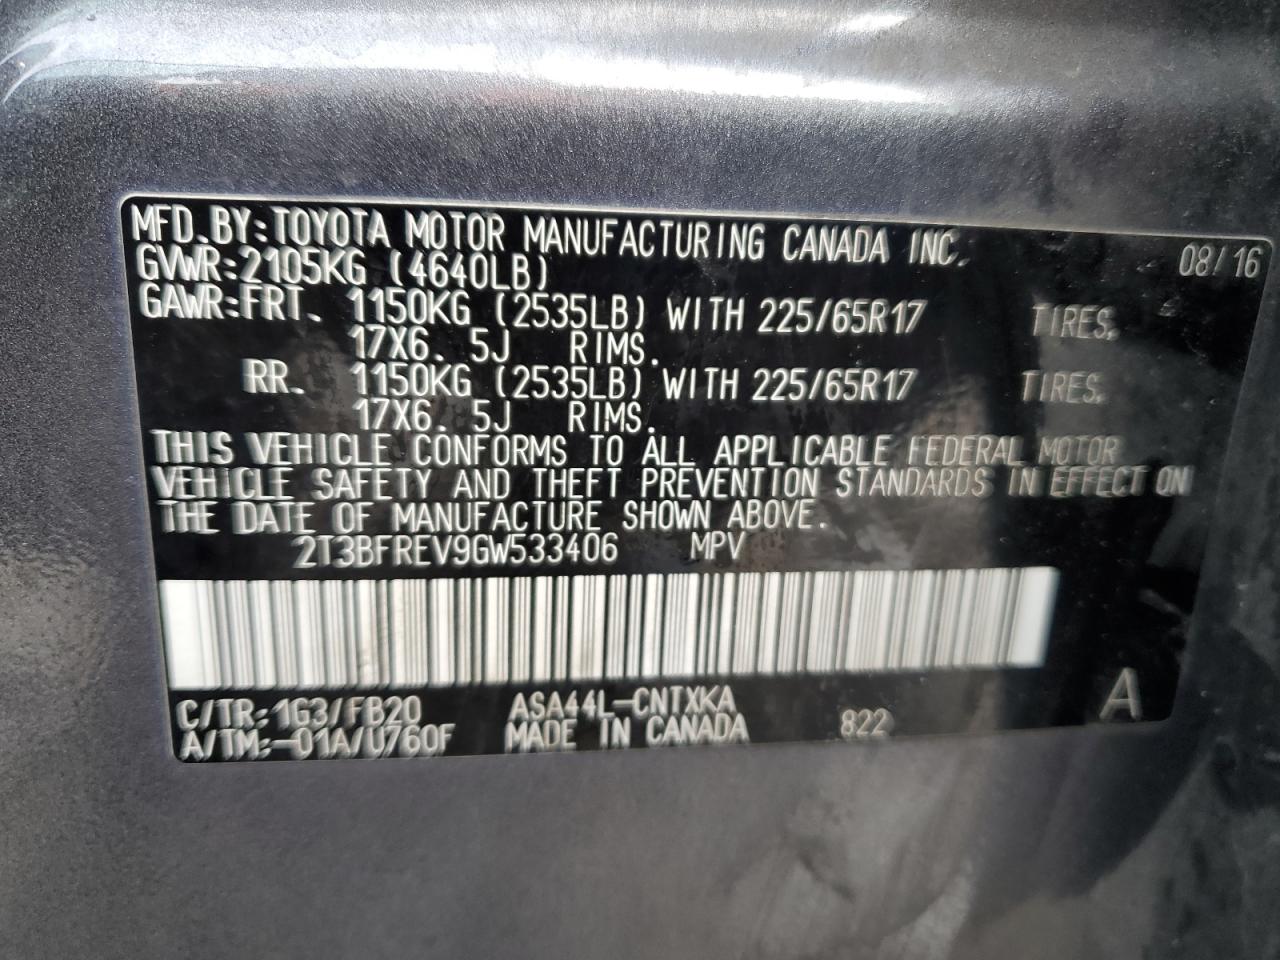 MFD. BY:TOYOTA MOTOR MANUFACTURING CANADA INC. 08/16
GVWR:2105KG (4640LB)
GAWR:FRT. 1150KG (2535LB) WITH 225/65R17 TIRES,
17X6. 5J RIMS.
RR. 1150KG (2535LB) WITH 225/65R17 TIRES,
17X6. 5J RIMS.
THIS VEHICLE CONFORMS TO ALL APPLICABLE FEDERAL MOTOR
VEHICLE SAFETY AND THEFT PREVENTION STANDARDS IN EFFECT ON
THE DATE OF MANUFACTURE SHOWN ABOVE.
2T3BFREV9GW533406 MPV
C/TR:1G3/FB20 ASA44L-CNTXKA A
A/TM:-01A/U760F MADE IN CANADA 822